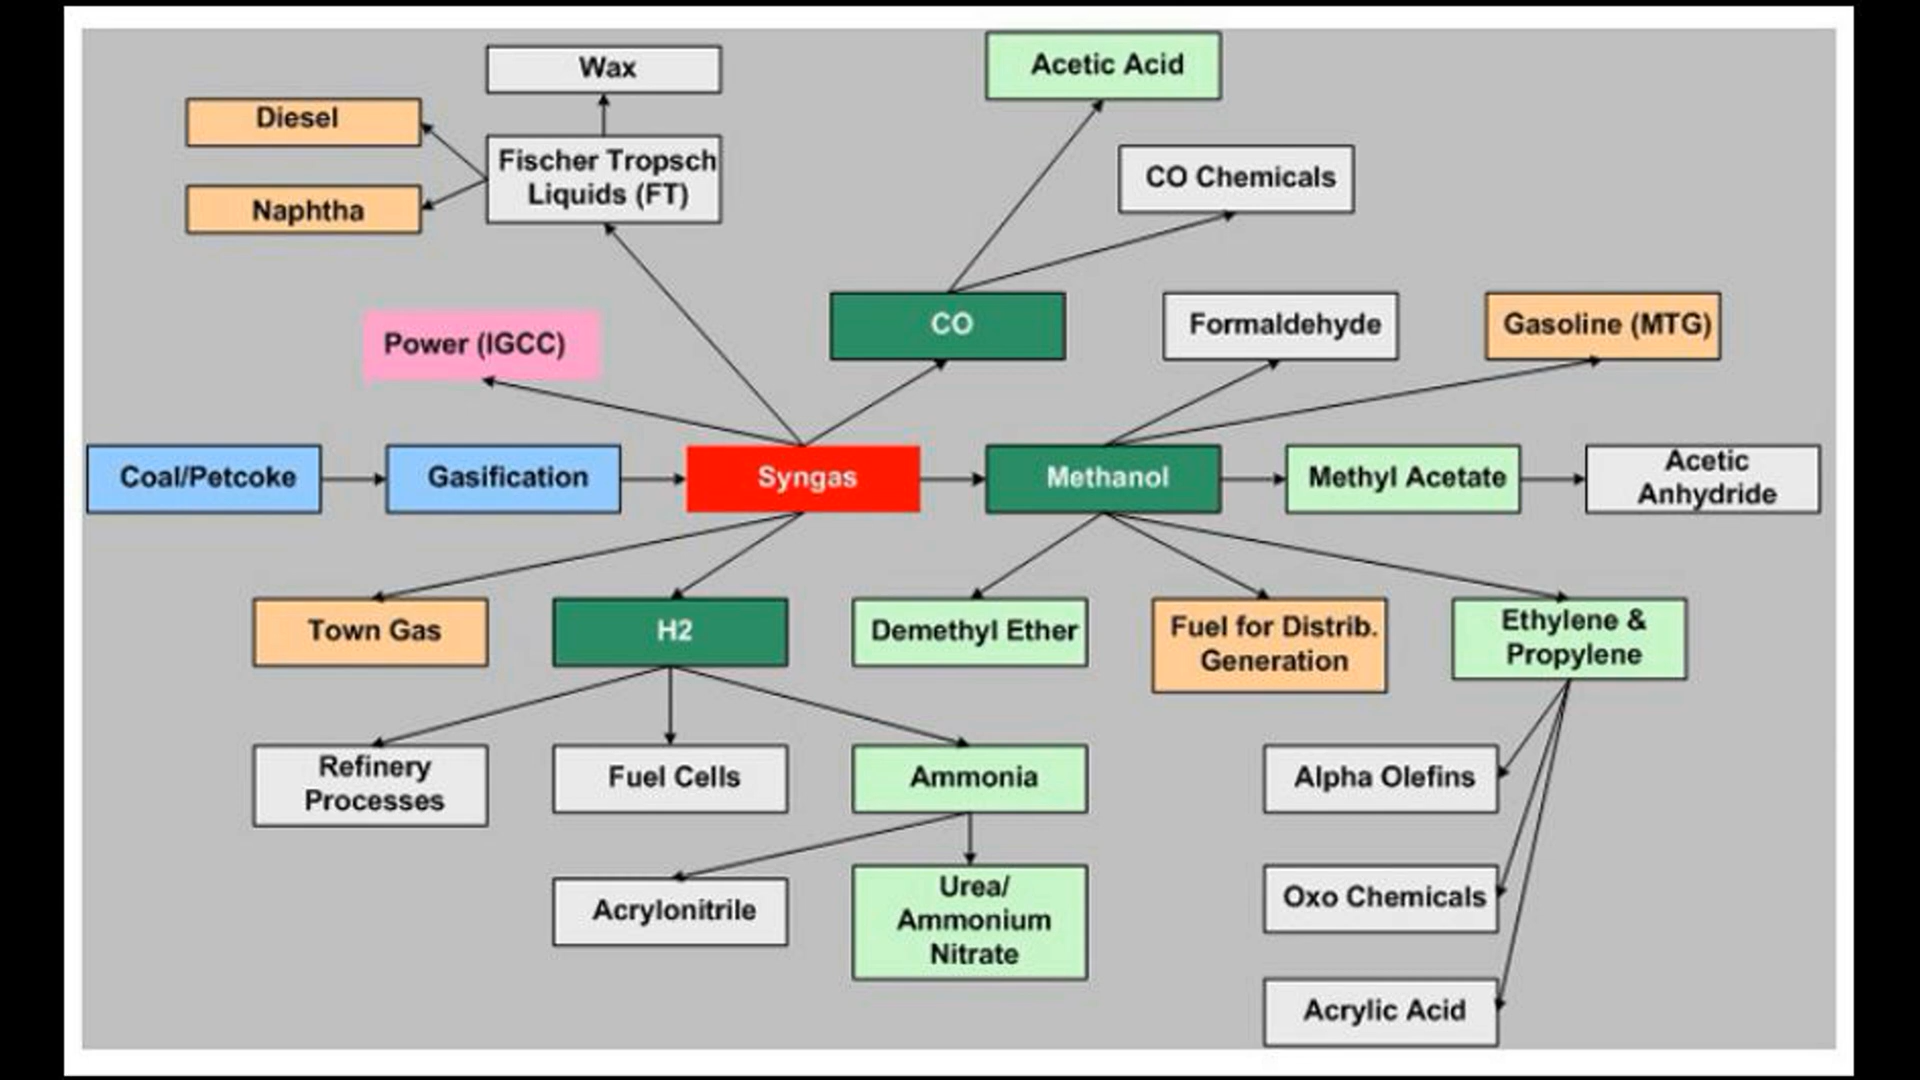 Wax
Acetic Acid
Diesel
Fischer Tropsch
Liquids (FT)
CO Chemicals
Naphtha
Power (IGCC)
CO
Formaldehyde
Gasoline (MTG)
Coal/Petcoke
Gasification
Syngas
Methanol
Methyl Acetate
Acetic
Anhydride
Town Gas
H2
Demethyl Ether
Fuel for Distrib.
Generation
Ethylene &
Propylene
Refinery
Processes
Fuel Cells
Ammonia
Alpha Olefins
Acrylonitrile
Urea/
Ammonium
Nitrate
Oxo Chemicals
Acrylic Acid